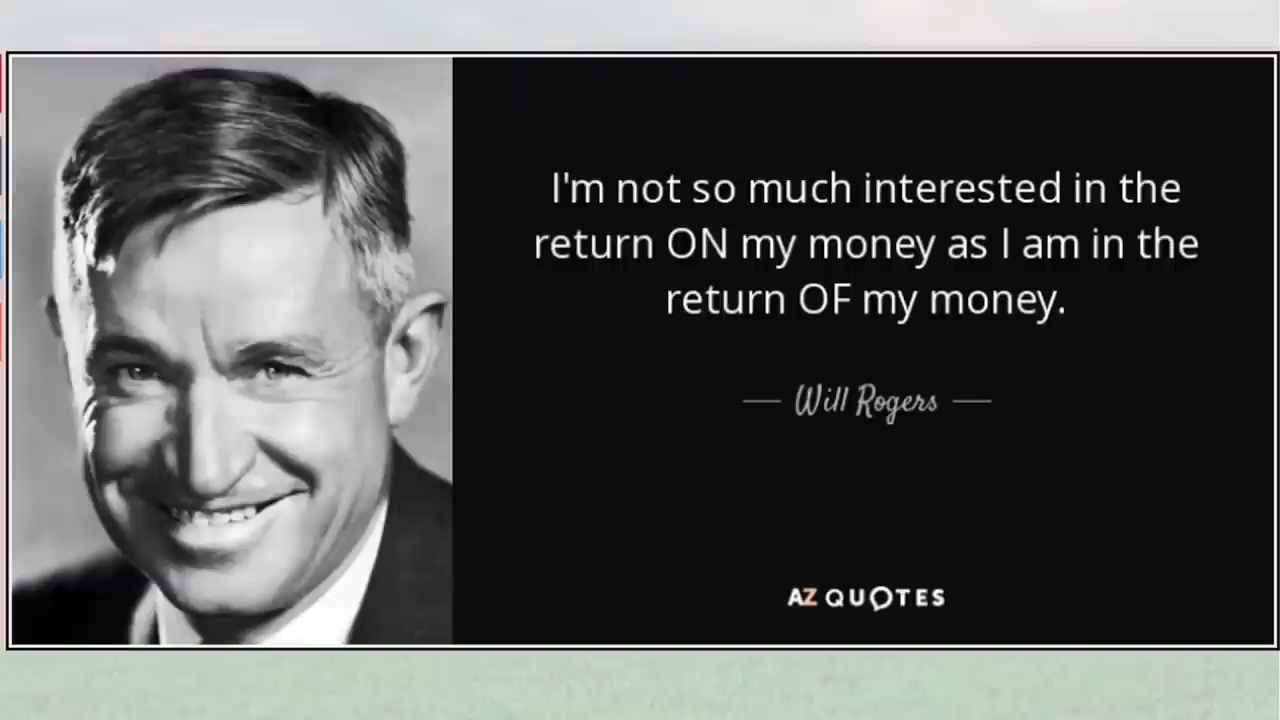 I'm not so much interested in the
return ON my money as I am in the
return OF my money.
Will Rogers
AZ QUOTES